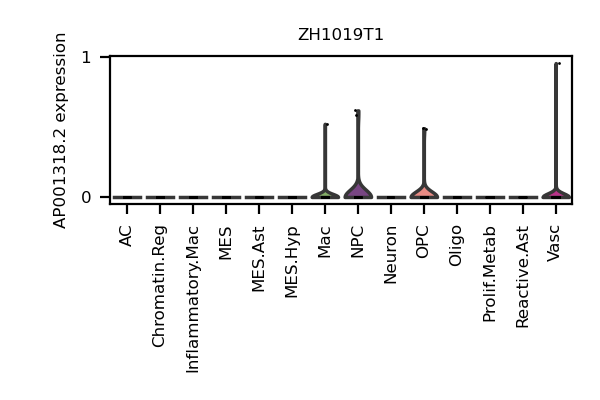 ZH1019T1
AP001318.2 expression
1
0
AC
Chromatin.Reg
Inflammatory.Mac
MES
MES.Ast
MES.Hyp
Mac
NPC
Neuron
OPC
Oligo
Prolif.Metab
Reactive.Ast
Vasc